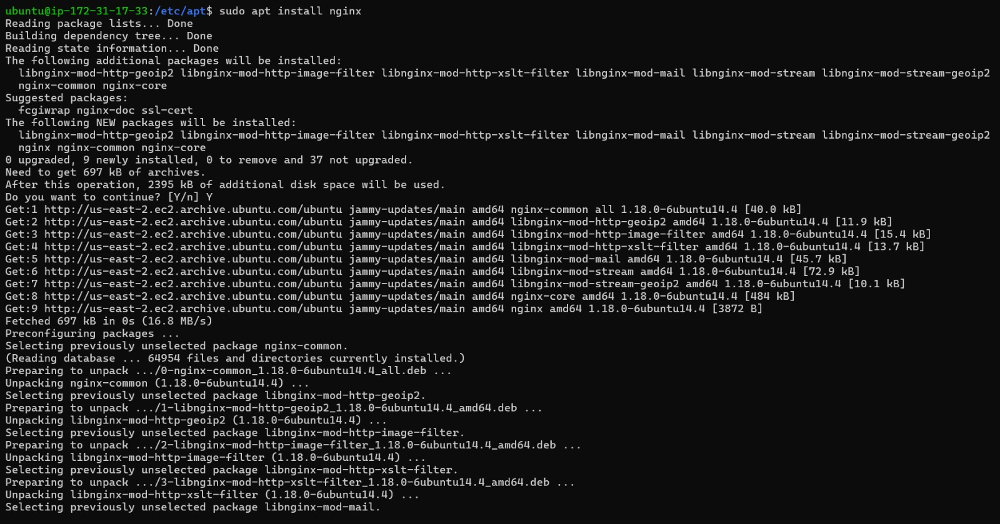 ubuntu@ip-172-31-17-33:/etc/apt$ sudo apt install nginx
Reading package lists... Done
Building dependency tree... Done
Reading state information... Done
The following additional packages will be installed:
  libnginx-mod-http-geoip2 libnginx-mod-http-image-filter libnginx-mod-http-xslt-filter libnginx-mod-mail libnginx-mod-stream libnginx-mod-stream-geoip2
  nginx-common nginx-core
Suggested packages:
  fcgiwrap nginx-doc ssl-cert
The following NEW packages will be installed:
  libnginx-mod-http-geoip2 libnginx-mod-http-image-filter libnginx-mod-http-xslt-filter libnginx-mod-mail libnginx-mod-stream libnginx-mod-stream-geoip2
  nginx nginx-common nginx-core
0 upgraded, 9 newly installed, 0 to remove and 37 not upgraded.
Need to get 697 kB of archives.
After this operation, 2395 kB of additional disk space will be used.
Do you want to continue? [Y/n] Y
Get:1 http://us-east-2.ec2.archive.ubuntu.com/ubuntu jammy-updates/main amd64 nginx-common all 1.18.0-6ubuntu14.4 [40.0 kB]
Get:2 http://us-east-2.ec2.archive.ubuntu.com/ubuntu jammy-updates/main amd64 libnginx-mod-http-geoip2 amd64 1.18.0-6ubuntu14.4 [11.9 kB]
Get:3 http://us-east-2.ec2.archive.ubuntu.com/ubuntu jammy-updates/main amd64 libnginx-mod-http-image-filter amd64 1.18.0-6ubuntu14.4 [15.4 kB]
Get:4 http://us-east-2.ec2.archive.ubuntu.com/ubuntu jammy-updates/main amd64 libnginx-mod-http-xslt-filter amd64 1.18.0-6ubuntu14.4 [13.7 kB]
Get:5 http://us-east-2.ec2.archive.ubuntu.com/ubuntu jammy-updates/main amd64 libnginx-mod-mail amd64 1.18.0-6ubuntu14.4 [45.7 kB]
Get:6 http://us-east-2.ec2.archive.ubuntu.com/ubuntu jammy-updates/main amd64 libnginx-mod-stream amd64 1.18.0-6ubuntu14.4 [72.9 kB]
Get:7 http://us-east-2.ec2.archive.ubuntu.com/ubuntu jammy-updates/main amd64 libnginx-mod-stream-geoip2 amd64 1.18.0-6ubuntu14.4 [10.1 kB]
Get:8 http://us-east-2.ec2.archive.ubuntu.com/ubuntu jammy-updates/main amd64 nginx-core amd64 1.18.0-6ubuntu14.4 [484 kB]
Get:9 http://us-east-2.ec2.archive.ubuntu.com/ubuntu jammy-updates/main amd64 nginx amd64 1.18.0-6ubuntu14.4 [3872 B]
Fetched 697 kB in 0s (16.8 MB/s)
Preconfiguring packages ...
Selecting previously unselected package nginx-common.
(Reading database ... 64954 files and directories currently installed.)
Preparing to unpack .../0-nginx-common_1.18.0-6ubuntu14.4_all.deb ...
Unpacking nginx-common (1.18.0-6ubuntu14.4) ...
Selecting previously unselected package libnginx-mod-http-geoip2.
Preparing to unpack .../1-libnginx-mod-http-geoip2_1.18.0-6ubuntu14.4_amd64.deb ...
Unpacking libnginx-mod-http-geoip2 (1.18.0-6ubuntu14.4) ...
Selecting previously unselected package libnginx-mod-http-image-filter.
Preparing to unpack .../2-libnginx-mod-http-image-filter_1.18.0-6ubuntu14.4_amd64.deb ...
Unpacking libnginx-mod-http-image-filter (1.18.0-6ubuntu14.4) ...
Selecting previously unselected package libnginx-mod-http-xslt-filter.
Preparing to unpack .../3-libnginx-mod-http-xslt-filter_1.18.0-6ubuntu14.4_amd64.deb ...
Unpacking libnginx-mod-http-xslt-filter (1.18.0-6ubuntu14.4) ...
Selecting previously unselected package libnginx-mod-mail.